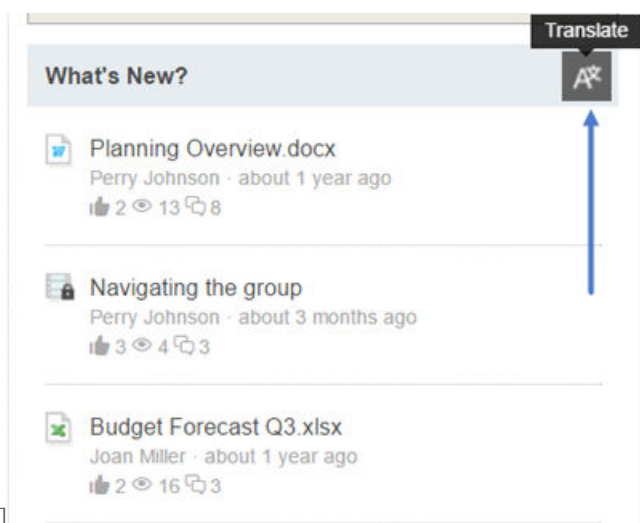 Translate
What's New?
Planning Overview.docx
Perry Johnson · about 1 year ago
2 13 8
Navigating the group
Perry Johnson · about 3 months ago
3 4 3
Budget Forecast Q3.xlsx
Joan Miller · about 1 year ago
2 16 3
]